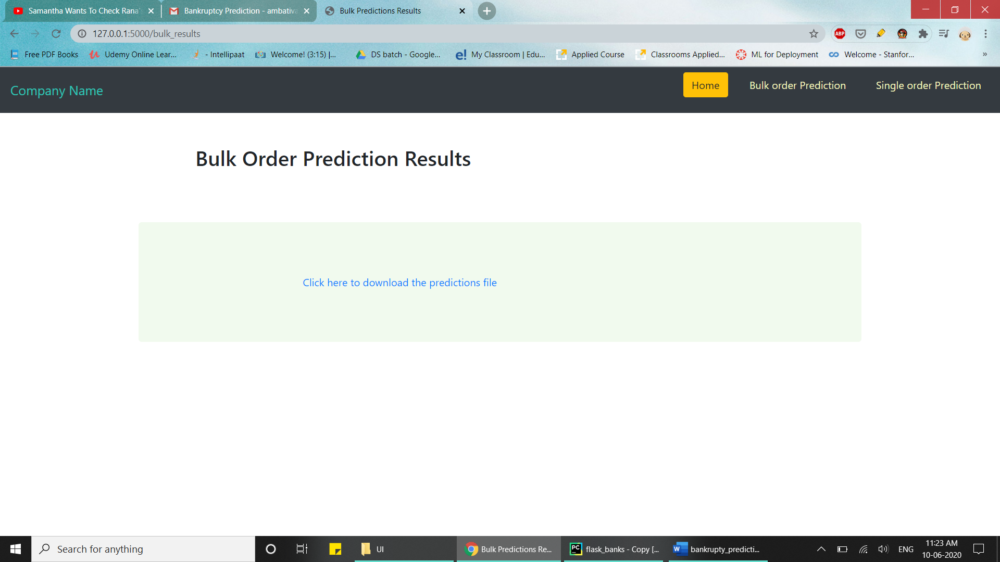 Samantha Wants To Check Rana'
Bankruptcy Prediction - ambativa
Bulk Predictions Results
127.0.0.1:5000/bulk_results
ABP
Free PDF Books
Udemy Online Lear...
- Intellipaat
Welcome! (3:15) |...
DS batch - Google...
e! My Classroom | Edu...
Applied Course
Classrooms Applied...
ML for Deployment
Welcome - Stanfor...
»
Company Name
Home
Bulk order Prediction
Single order Prediction
Bulk Order Prediction Results
Click here to download the predictions file
Search for anything
UI
Bulk Predictions Re...
PC flask_banks - Copy [...
W bankrupty_predicti...
ENG
11:23 AM
10-06-2020